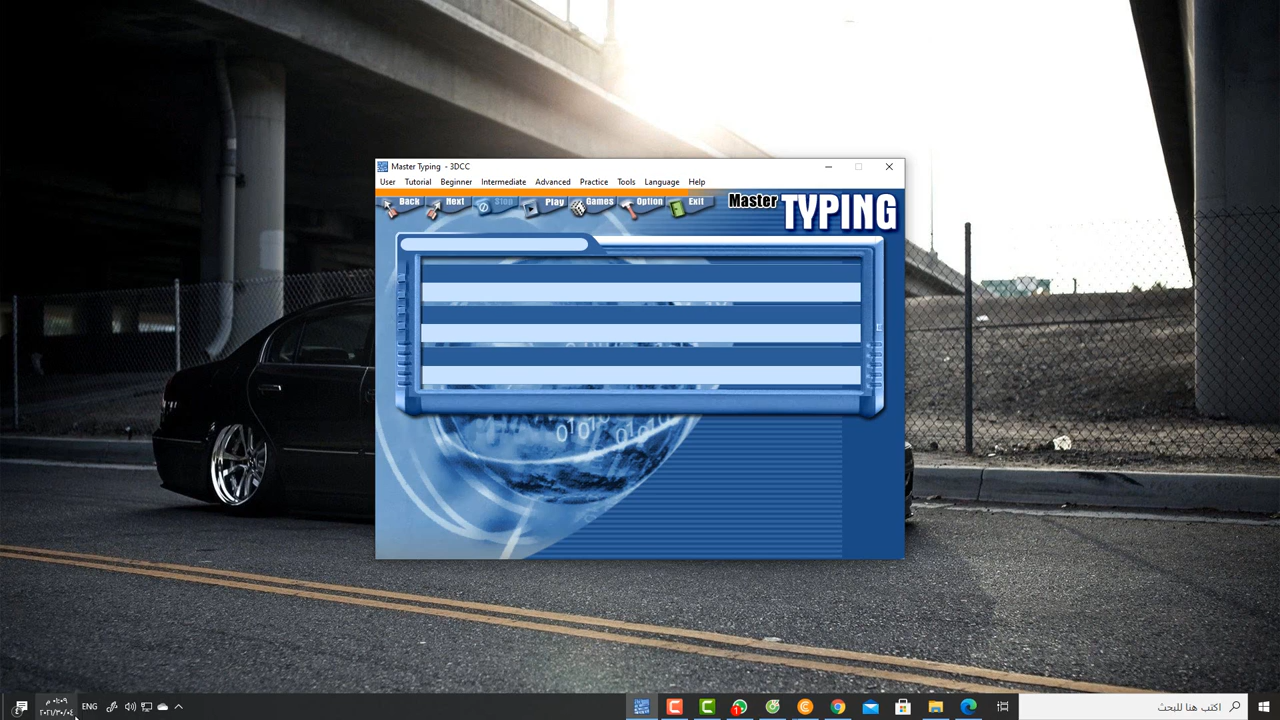 Master Typing - 3DCC
User Tutorial Beginner Intermediate Advanced Practice Tools Language Help
Back Next Stop Play Games Option Exit
Master TYPING
ENG
اكتب هنا للبحث